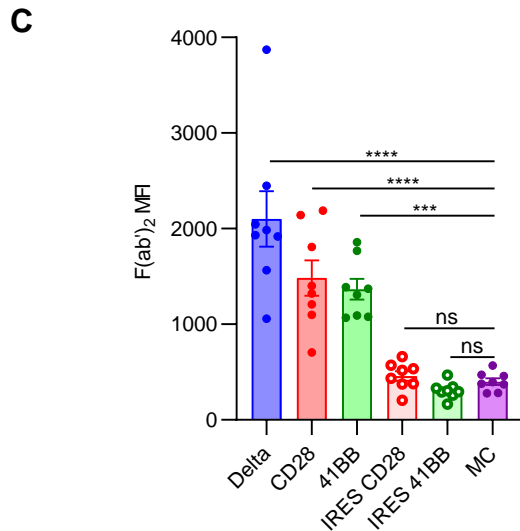 C
4000
3000
2000
1000
0
F(ab')₂ MFI
****
****
***
ns
ns
Delta
CD28
41BB
IRES CD28
IRES 41BB
MC